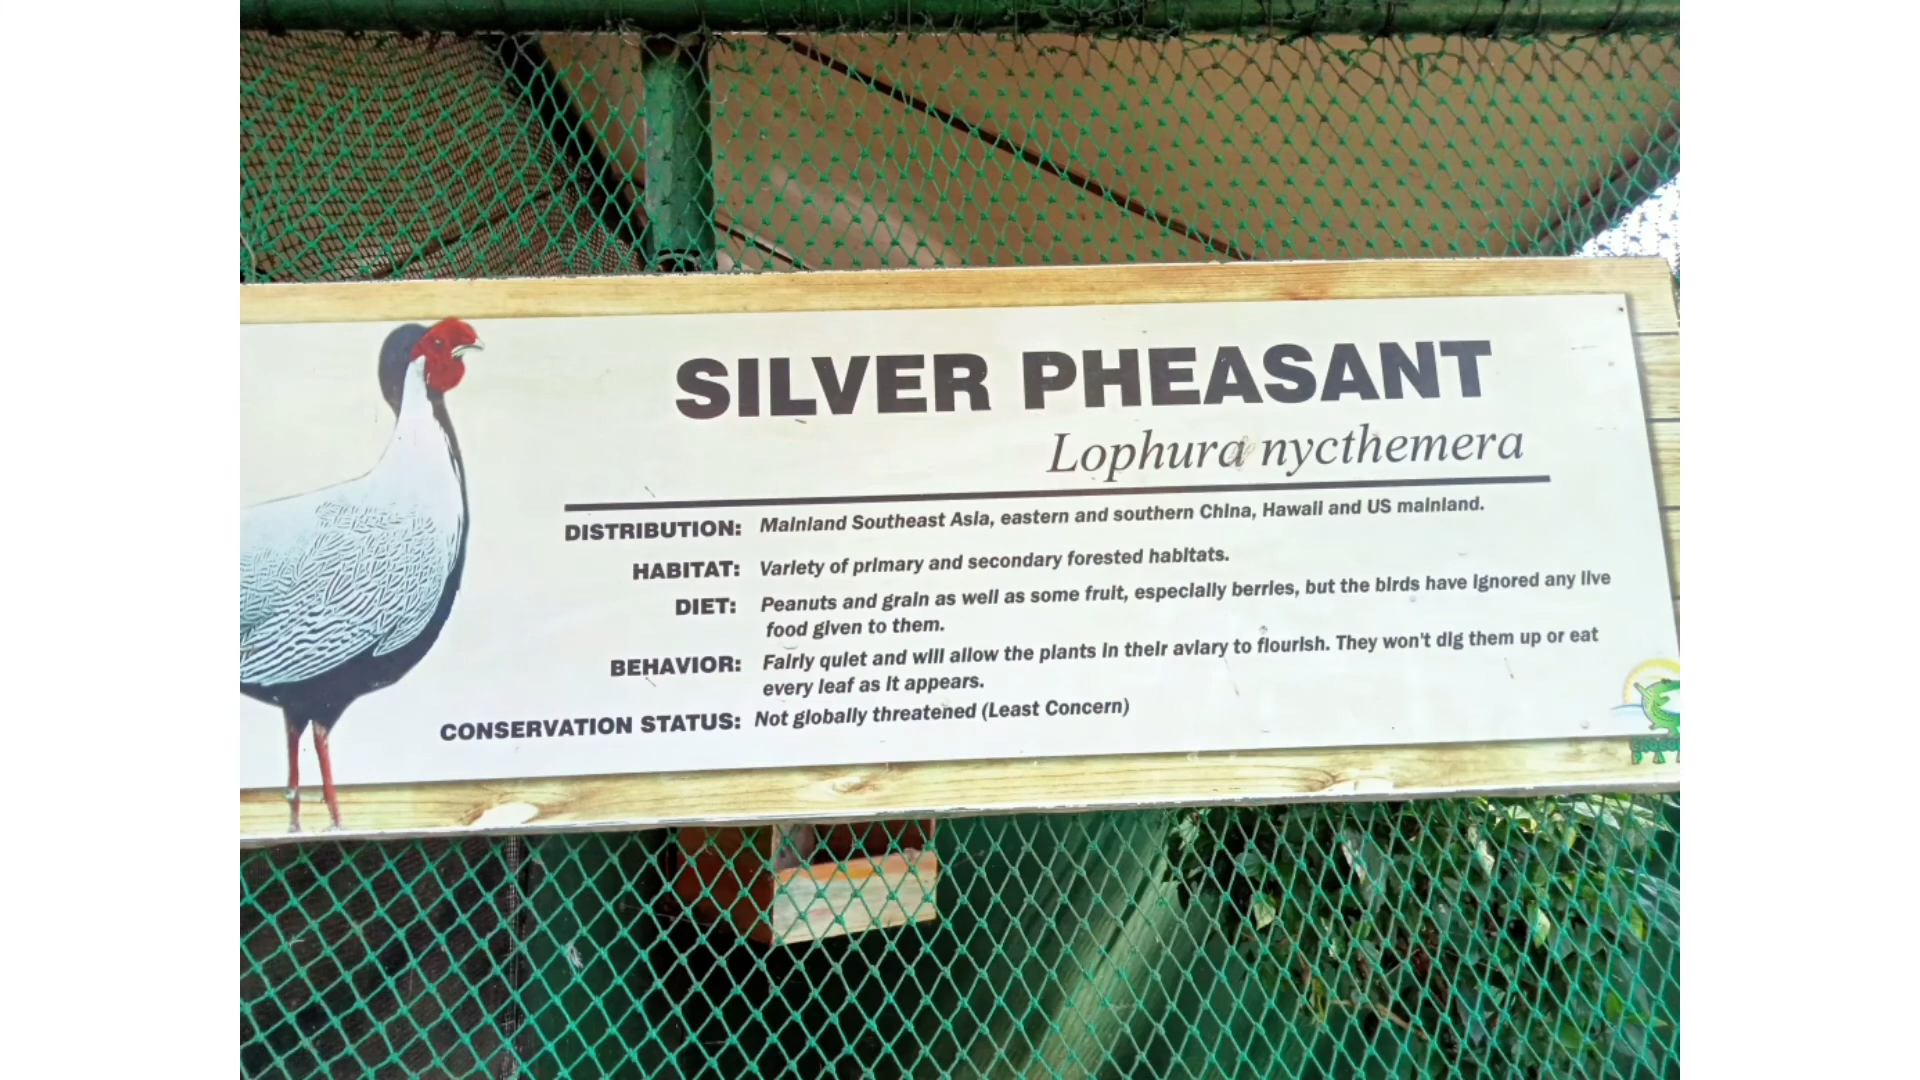 SILVER PHEASANT
Lophura nycthemera
DISTRIBUTION: Mainland Southeast Asia, eastern and southern China, Hawaii and US mainland.
HABITAT: Variety of primary and secondary forested habitats.
DIET: Peanuts and grain as well as some fruit, especially berries, but the birds have ignored any live
food given to them.
BEHAVIOR: Fairly quiet and will allow the plants in their aviary to flourish. They won't dig them up or eat
every leaf as it appears.
CONSERVATION STATUS: Not globally threatened (Least Concern)